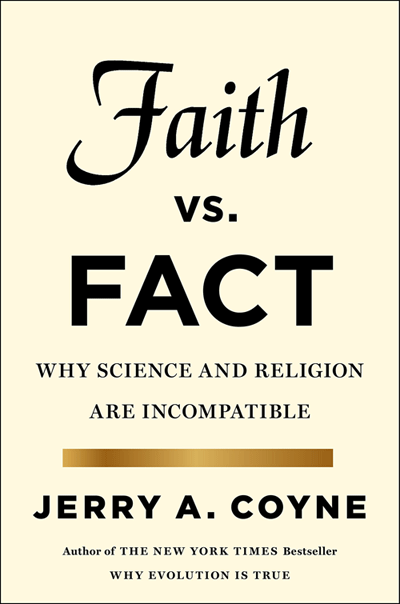 Faith
VS.
FACT
WHY SCIENCE AND RELIGION
ARE INCOMPATIBLE
JERRY A. COYNE
Author of THE NEW YORK TIMES Bestseller
WHY EVOLUTION IS TRUE